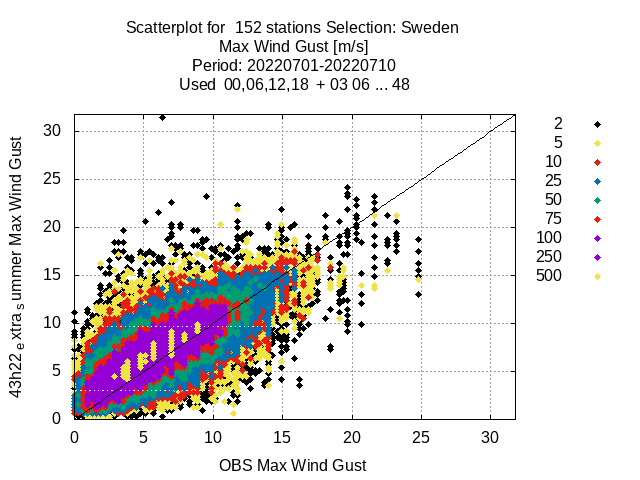 Scatterplot for 152 stations Selection: Sweden
Max Wind Gust [m/s]
Period: 20220701-20220710
Used 00,06,12,18 + 03 06 ... 48
43h22 e xtra s ummer Max Wind Gust
30
25
20
15
10
5
0
0 5 10 15 20 25 30
OBS Max Wind Gust
2
5
10
25
50
75
100
250
500